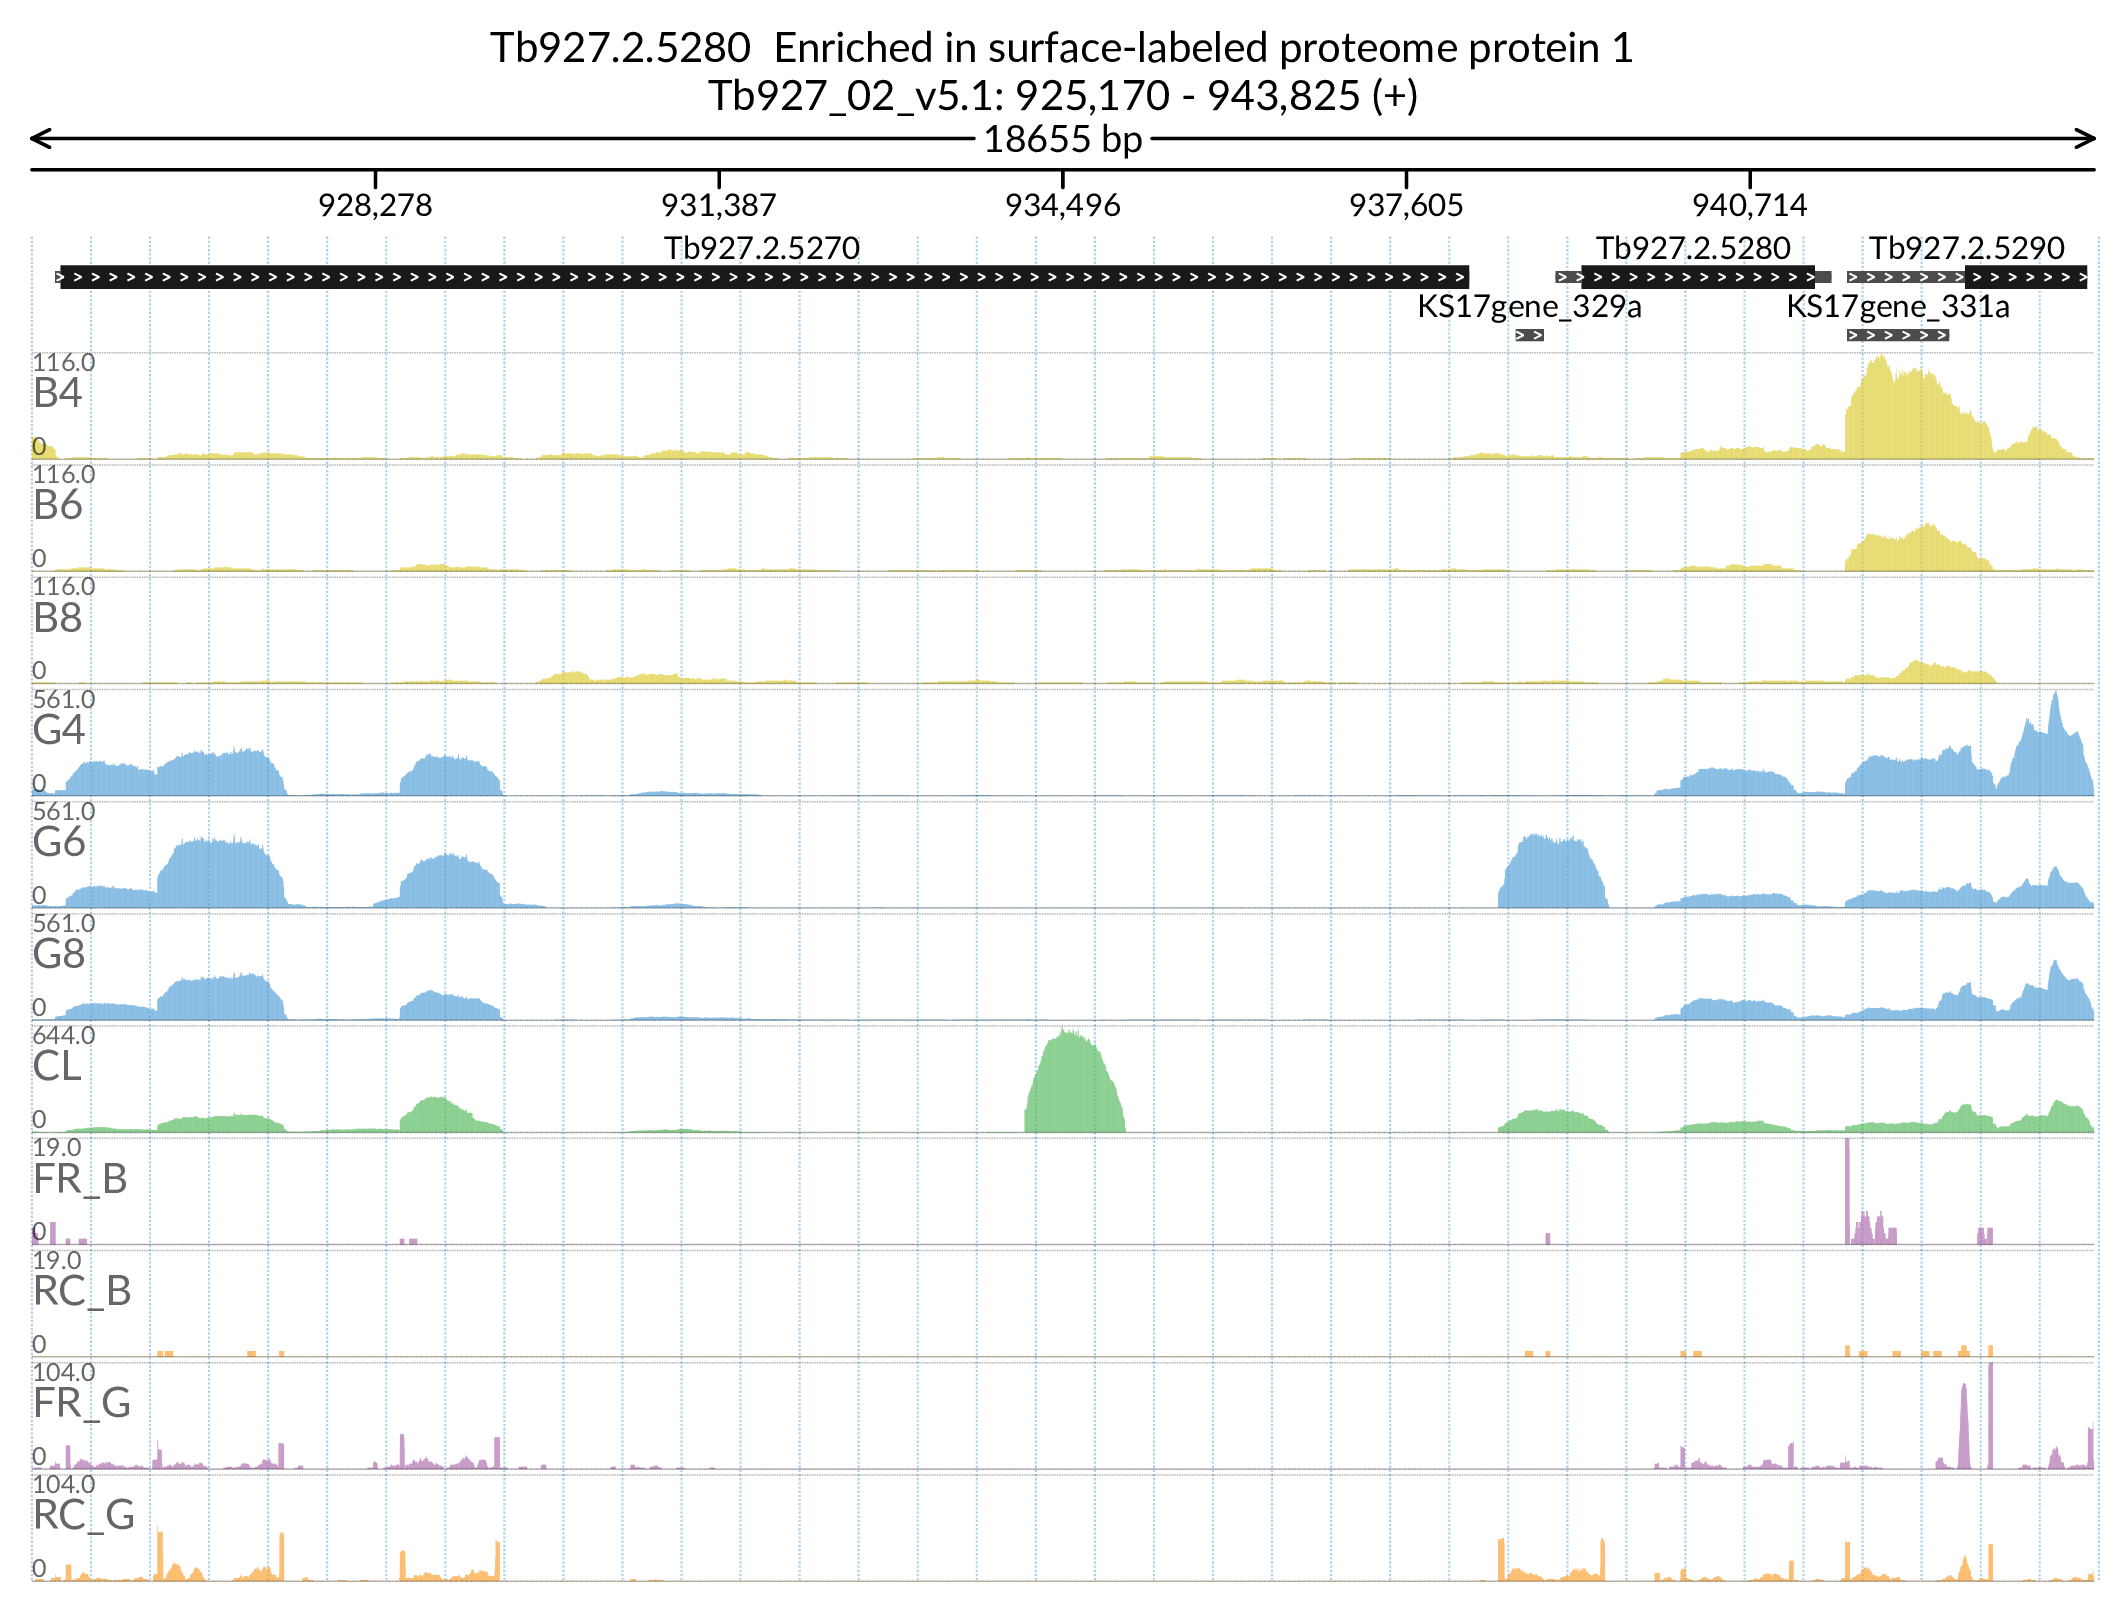 Tb927.2.5280  Enriched in surface-labeled proteome protein 1
Tb927_02_v5.1: 925,170 - 943,825 (+)
18655 bp
928,278 931,387 934,496 937,605 940,714
Tb927.2.5270 Tb927.2.5280 Tb927.2.5290
KS17gene_329a KS17gene_331a
116.0
B4
0
116.0
B6
0
116.0
B8
0
561.0
G4
0
561.0
G6
0
561.0
G8
0
644.0
CL
0
19.0
FR_B
0
19.0
RC_B
0
104.0
FR_G
0
104.0
RC_G
0